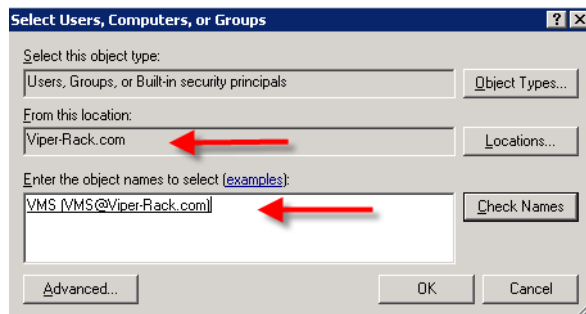 Select Users, Computers, or Groups
Select this object type:
Users, Groups, or Built-in security principals
Object Types...
From this location:
Viper-Rack.com
Locations...
Enter the object names to select (examples):
VMS (VMS@Viper-Rack.com)
Check Names
Advanced...
OK
Cancel